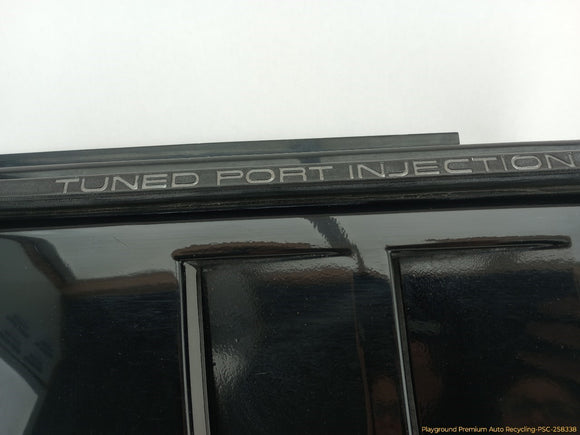 TUNED PORT INJECTION
Playground Premium Auto Recycling-PSC-258338